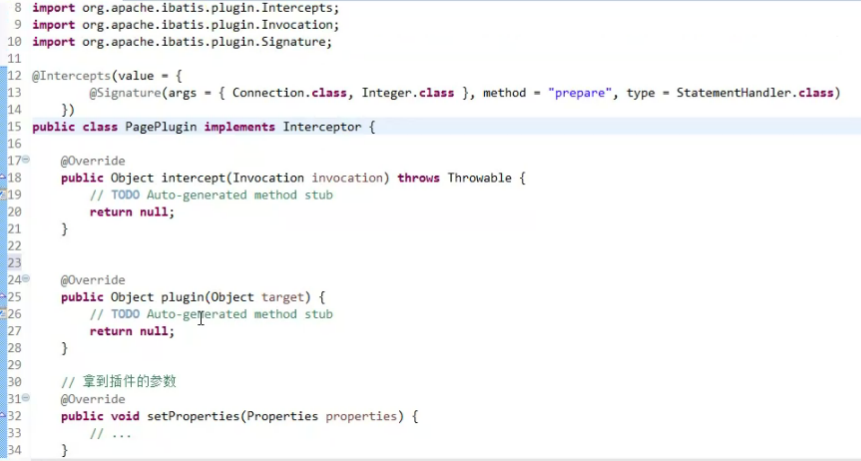 8 import org.apache.ibatis.plugin.Intercepts;
9 import org.apache.ibatis.plugin.Invocation;
10 import org.apache.ibatis.plugin.Signature;
11
12 @Intercepts(value = {
13 @Signature(args = { Connection.class, Integer.class }, method = "prepare", type = StatementHandler.class)
14 })
15 public class PagePlugin implements Interceptor {
16
17 @Override
18 public Object intercept(Invocation invocation) throws Throwable {
19 // TODO Auto-generated method stub
20 return null;
21 }
22
23
24 @Override
25 public Object plugin(Object target) {
26 // TODO Auto-generated method stub
27 return null;
28 }
29
30 // 拿到插件的参数
31 @Override
32 public void setProperties(Properties properties) {
33 // ...
34 }